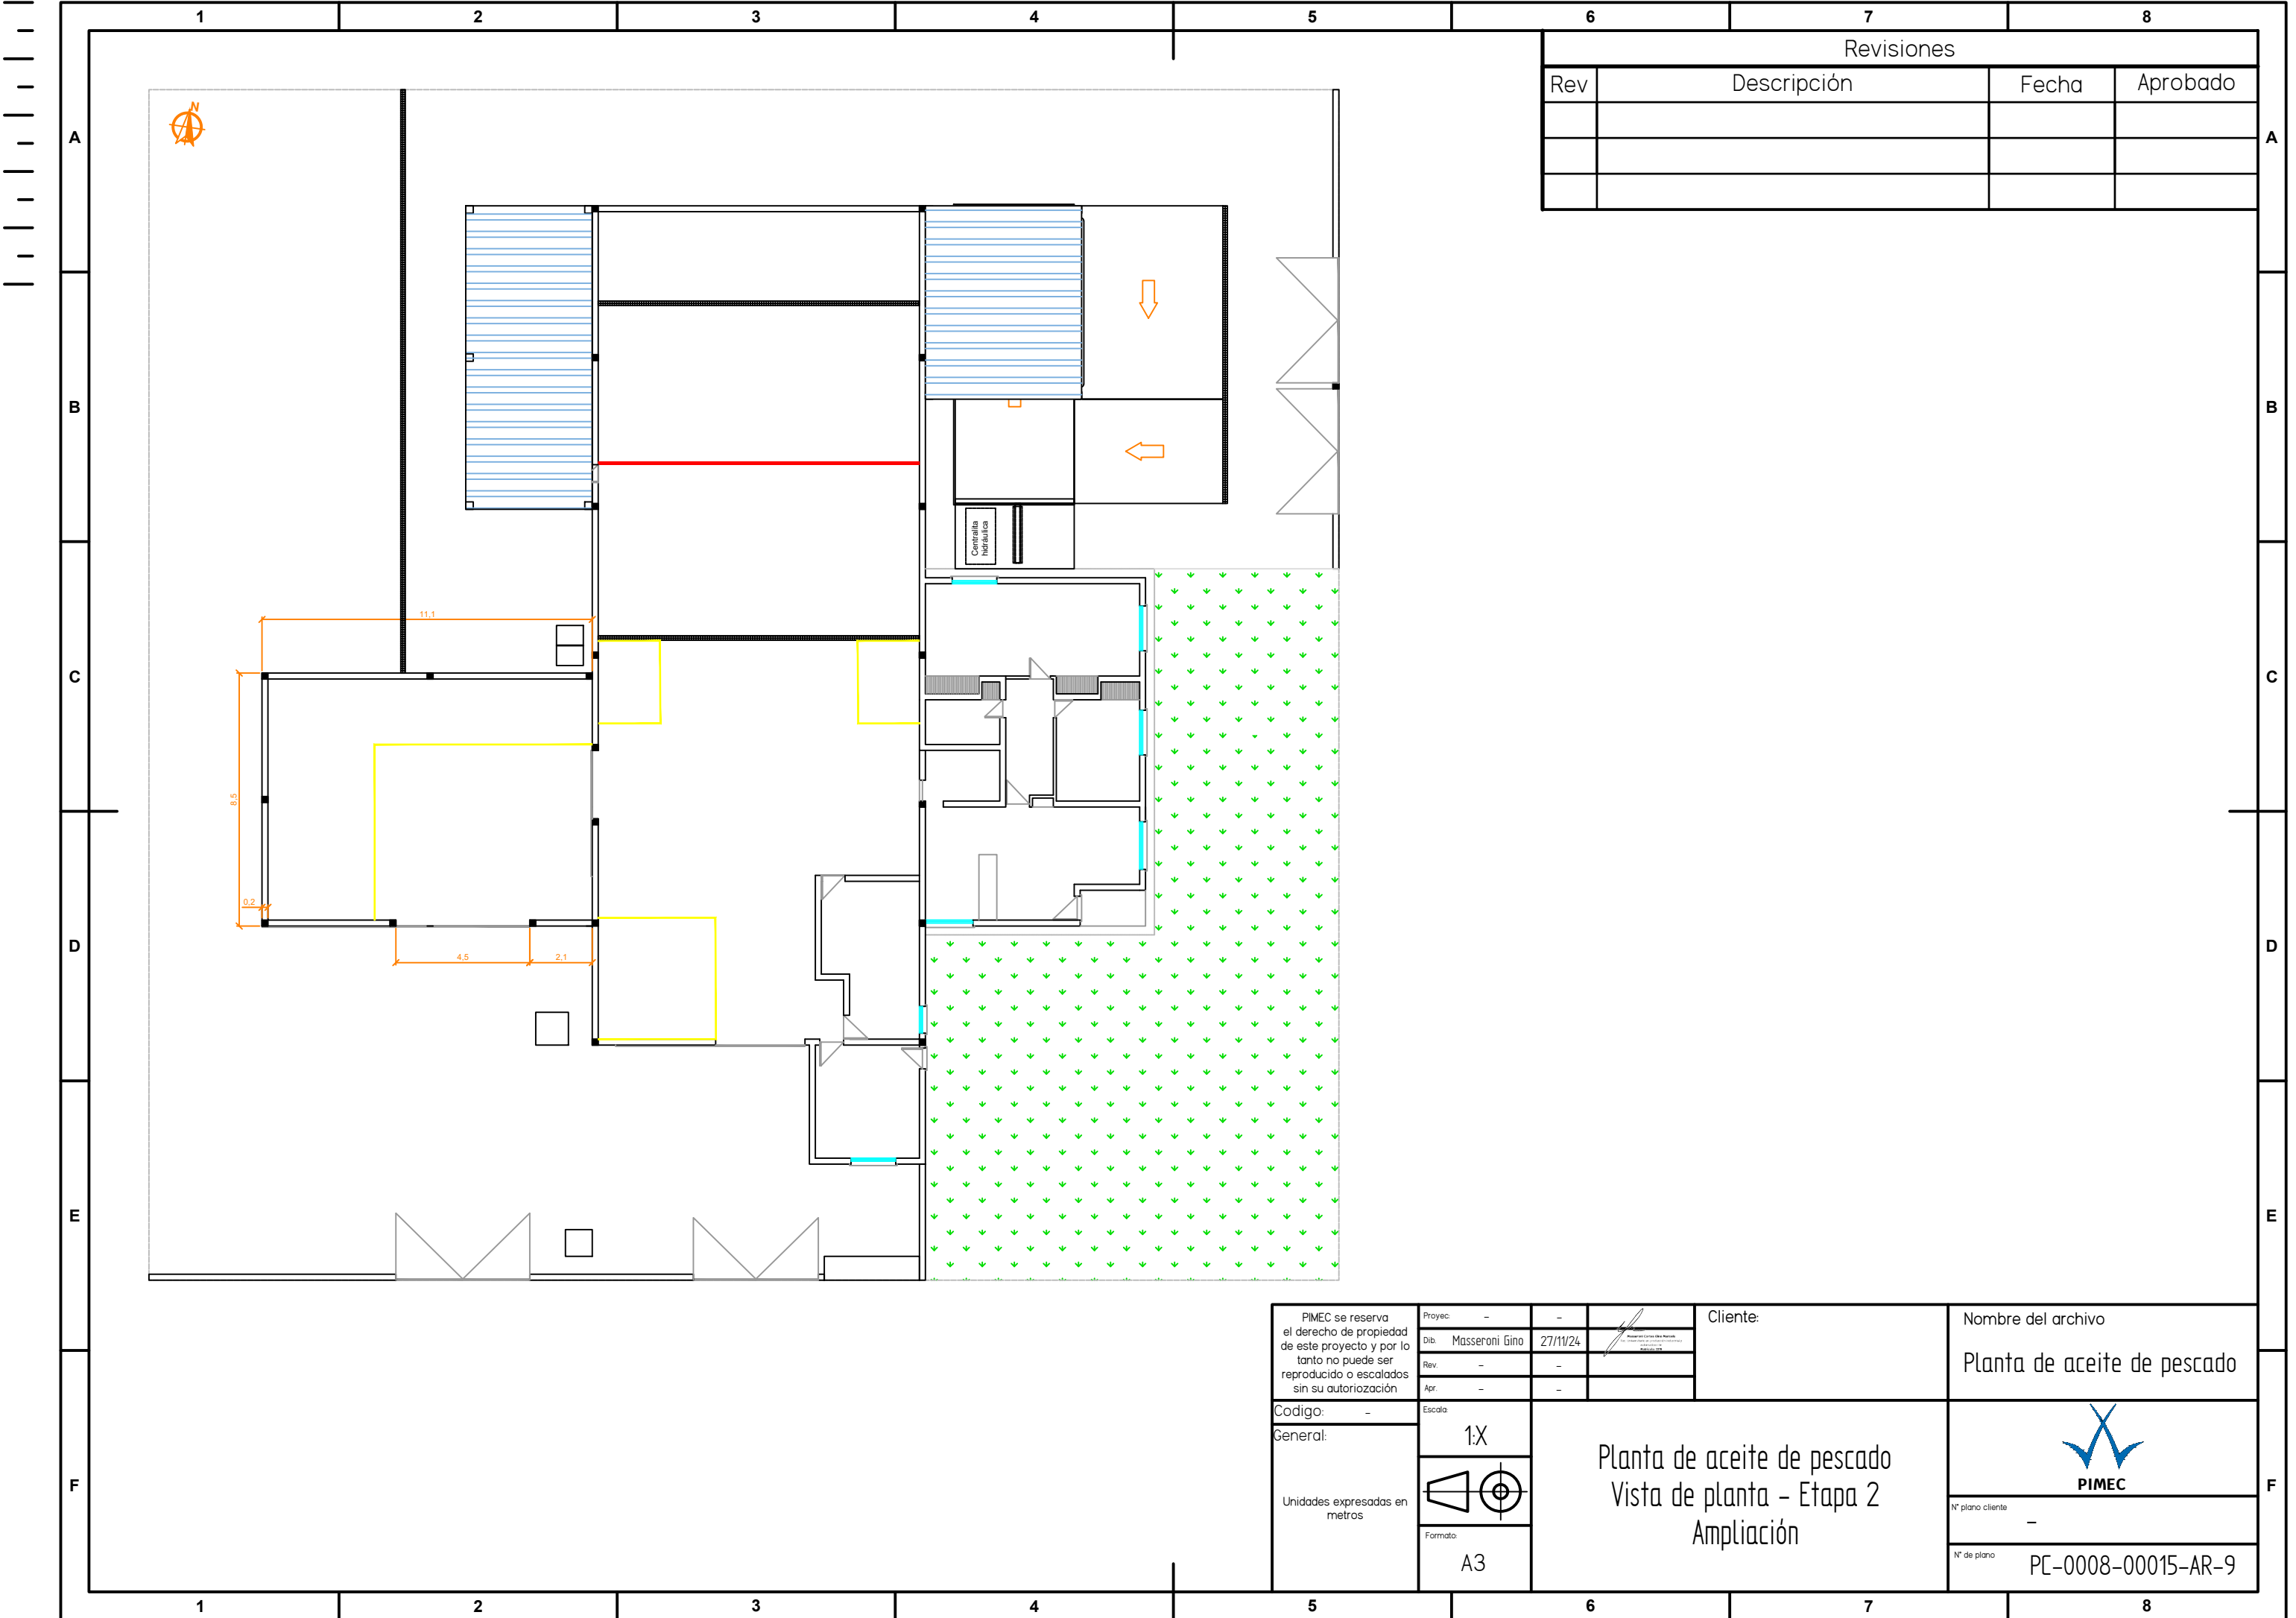 1 2 3 4 5 6 7 8
Revisiones
Rev Descripción Fecha Aprobado
A A
N
B B
Centralita
hidráulica
11,1
C C
8,5
0,2
4,5 2,1
D D
E E
PIMEC se reserva
el derecho de propiedad
de este proyecto y por lo
tanto no puede ser
reproducido o escalados
sin su autoriozación
Proyec: - -
Dib. Masseroni Gino 27/11/24
Rev. - -
Apr. - -
Cliente:
Nombre del archivo
Planta de aceite de pescado
Codigo: -
General:
Unidades expresadas en
metros
Escala:
1:X
Formato:
A3
Planta de aceite de pescado
Vista de planta - Etapa 2
Ampliación
PIMEC
N° plano cliente
-
N° de plano PC-0008-00015-AR-9
F F
1 2 3 4 5 6 7 8